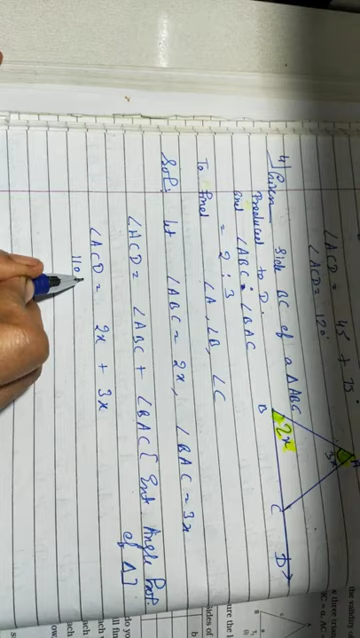 ∠ACD = 45° + 75°
∠ACD = 120°
4) Given Side BC of a △ABC
Produced to D.
and ∠ABC : ∠BAC
= 2 : 3
To find ∠A, ∠B, ∠C
Sol: let ∠ABC = 2x, ∠BAC = 3x
∠ACD = ∠ABC + ∠BAC [Ext. Angle Prop.
of △]
∠ACD = 2x + 3x
110
A
3x
B
2x
C
D